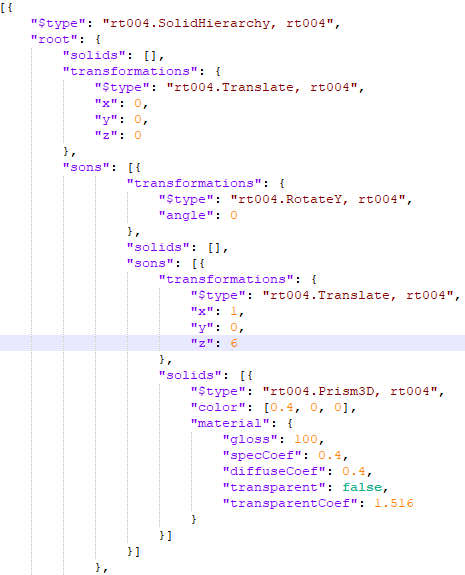 [{
"$type": "rt004.SolidHierarchy, rt004",
"root": {
"solids": [],
"transformations": {
"$type": "rt004.Translate, rt004",
"x": 0,
"y": 0,
"z": 0
},
"sons": [{
"transformations": {
"$type": "rt004.RotateY, rt004",
"angle": 0
},
"solids": [],
"sons": [{
"transformations": {
"$type": "rt004.Translate, rt004",
"x": 1,
"y": 0,
"z": 6
},
"solids": [{
"$type": "rt004.Prism3D, rt004",
"color": [0.4, 0, 0],
"material": {
"gloss": 100,
"specCoef": 0.4,
"diffuseCoef": 0.4,
"transparent": false,
"transparentCoef": 1.516
}
}]
}]
},